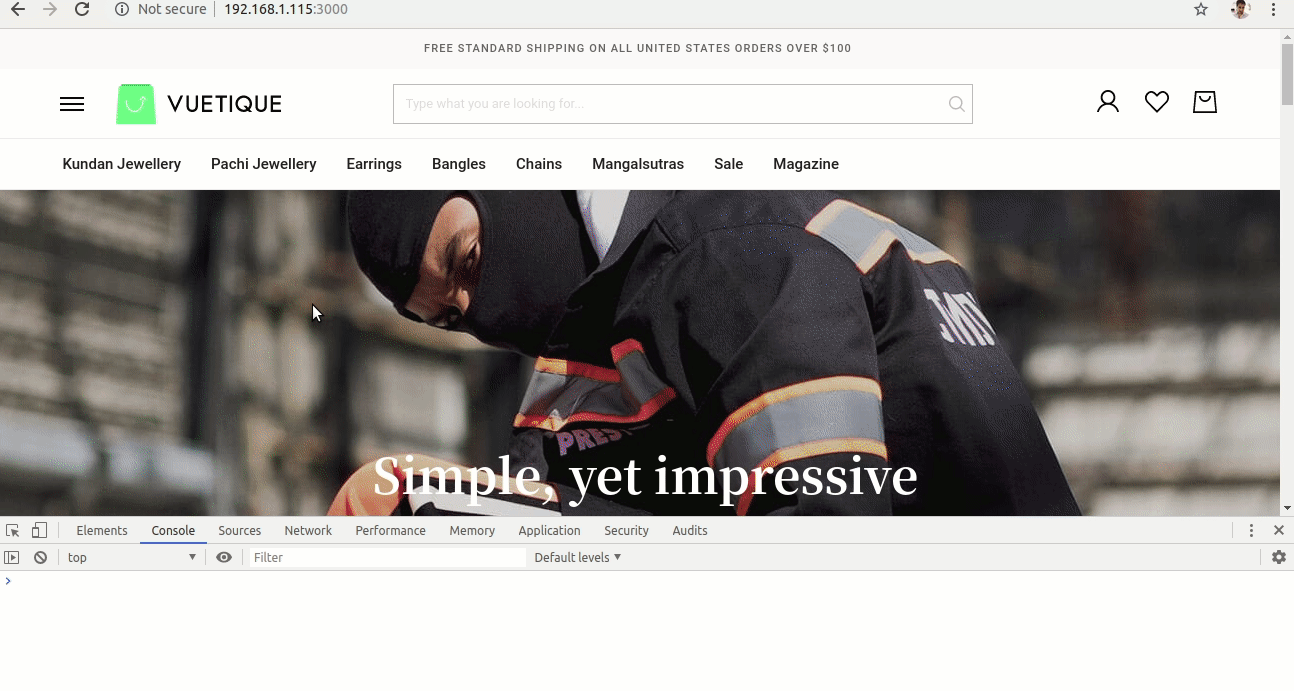 Not secure 192.168.1.115:3000
FREE STANDARD SHIPPING ON ALL UNITED STATES ORDERS OVER $100
VUETIQUE
Type what you are looking for...
Kundan Jewellery Pachi Jewellery Earrings Bangles Chains Mangalsutras Sale Magazine
Simple, yet impressive
Elements Console Sources Network Performance Memory Application Security Audits
top Filter Default levels